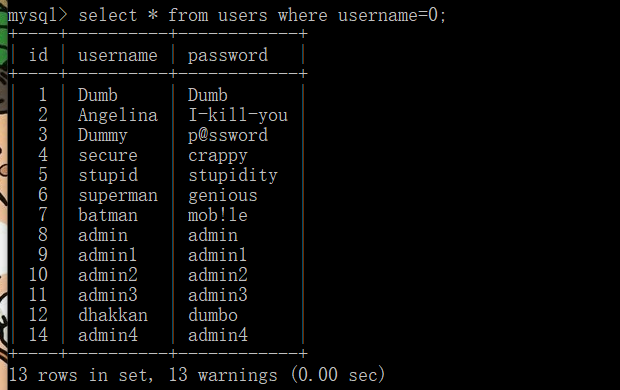 mysql> select * from users where username=0;
+----+----------+------------+
| id | username | password   |
+----+----------+------------+
|  1 | Dumb     | Dumb       |
|  2 | Angelina | I-kill-you |
|  3 | Dummy    | p@ssword   |
|  4 | secure   | crappy     |
|  5 | stupid   | stupidity  |
|  6 | superman | genious    |
|  7 | batman   | mob!le     |
|  8 | admin    | admin      |
|  9 | admin1   | admin1     |
| 10 | admin2   | admin2     |
| 11 | admin3   | admin3     |
| 12 | dhakkan  | dumbo      |
| 14 | admin4   | admin4     |
+----+----------+------------+
13 rows in set, 13 warnings (0.00 sec)